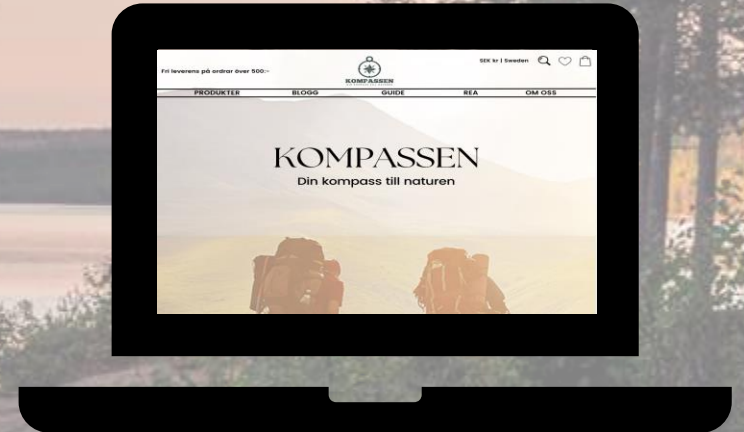 Fri leverens på ordrar över 500:-
KOMPASSEN
SEK kr | Sweden
PRODUKTER BLOGG GUIDE REA OM OSS
KOMPASSEN
Din kompass till naturen